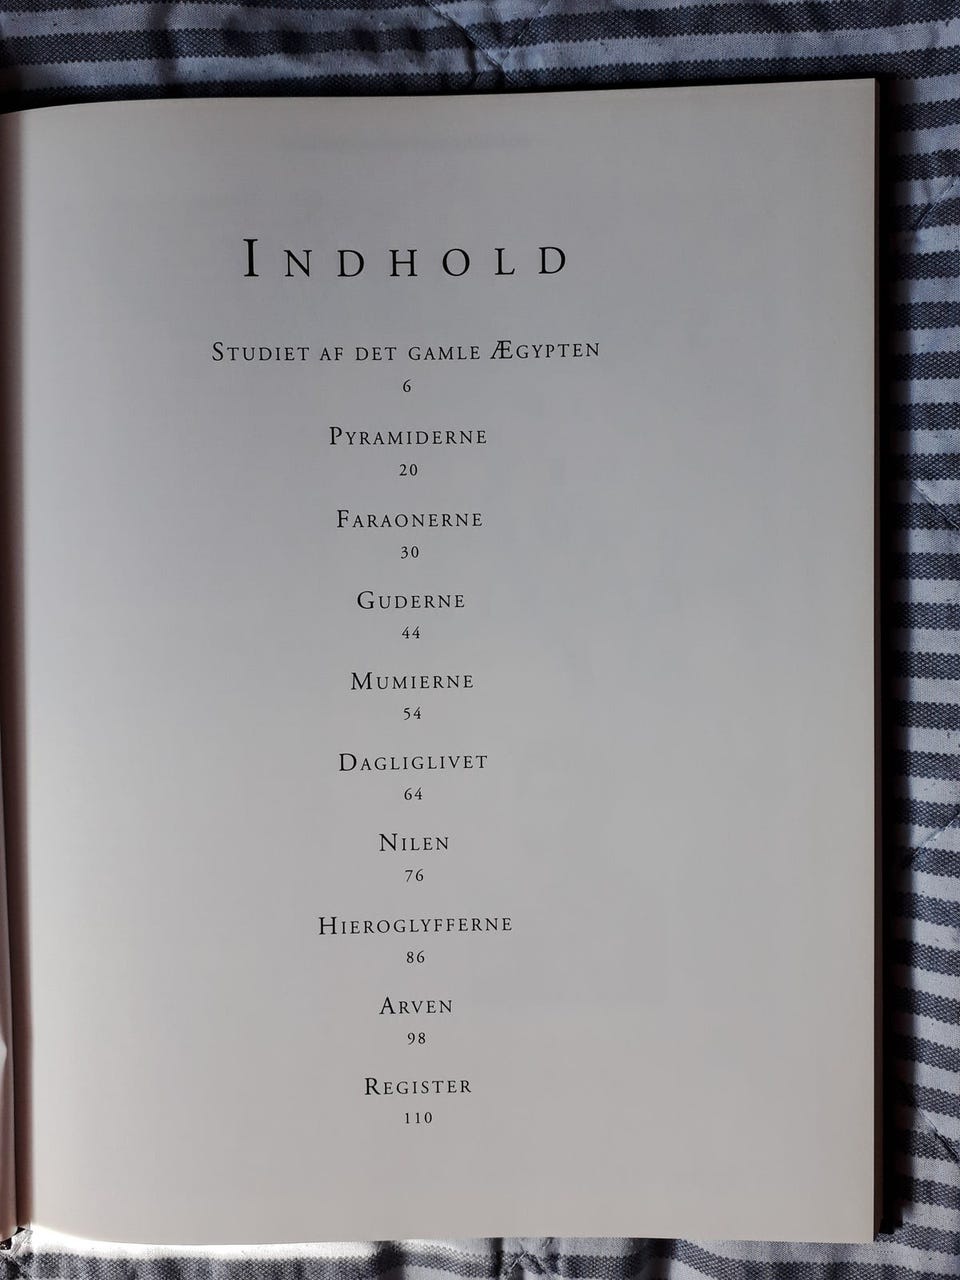 INDHOLD
STUDIET AF DET GAMLE ÆGYPTEN
6
PYRAMIDERNE
20
FARAONERNE
30
GUDERNE
44
MUMIERNE
54
DAGLIGLIVET
64
NILEN
76
HIEROGLYFFERNE
86
ARVEN
98
REGISTER
110